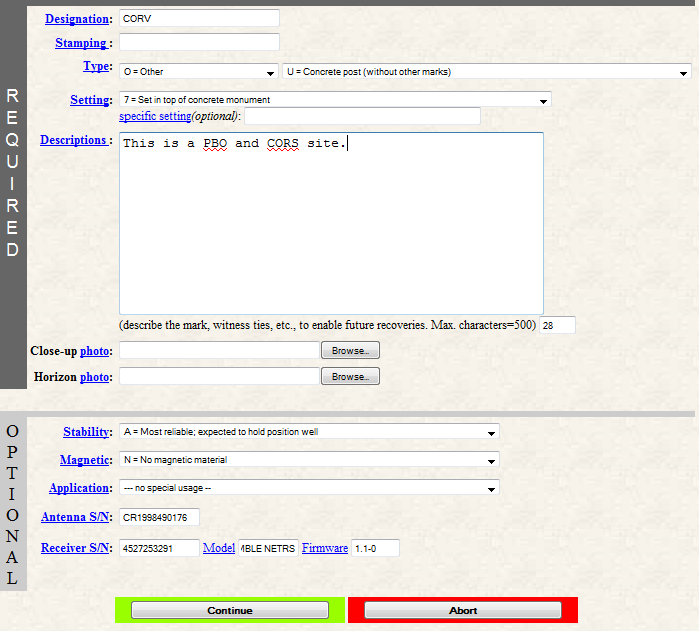 REQUIRED
Designation: CORV
Stamping :
Type: O = Other U = Concrete post (without other marks)
Setting: 7 = Set in top of concrete monument
specific setting(optional):
Descriptions : This is a PBO and CORS site.
(describe the mark, witness ties, etc., to enable future recoveries. Max. characters=500) 28
Close-up photo: Browse..
Horizon photo: Browse..
OPTIONAL
Stability: A = Most reliable; expected to hold position well
Magnetic: N = No magnetic material
Application: --- no special usage --
Antenna S/N: CR1998490176
Receiver S/N: 4527253291 Model MBLE NETRS Firmware 1.1-0
Continue Abort